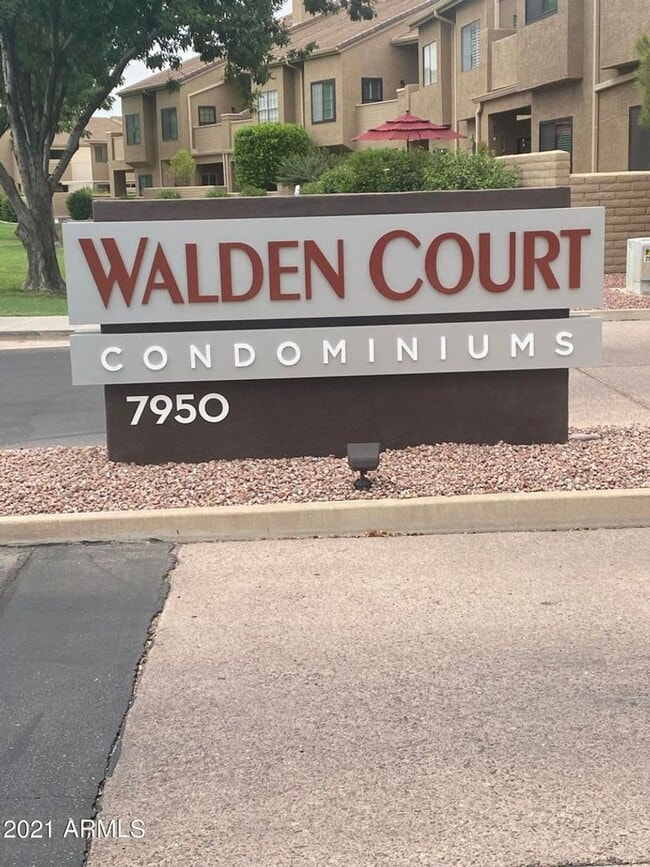 WALDEN COURT
CONDOMINIUMS
7950
2021 ARMLS